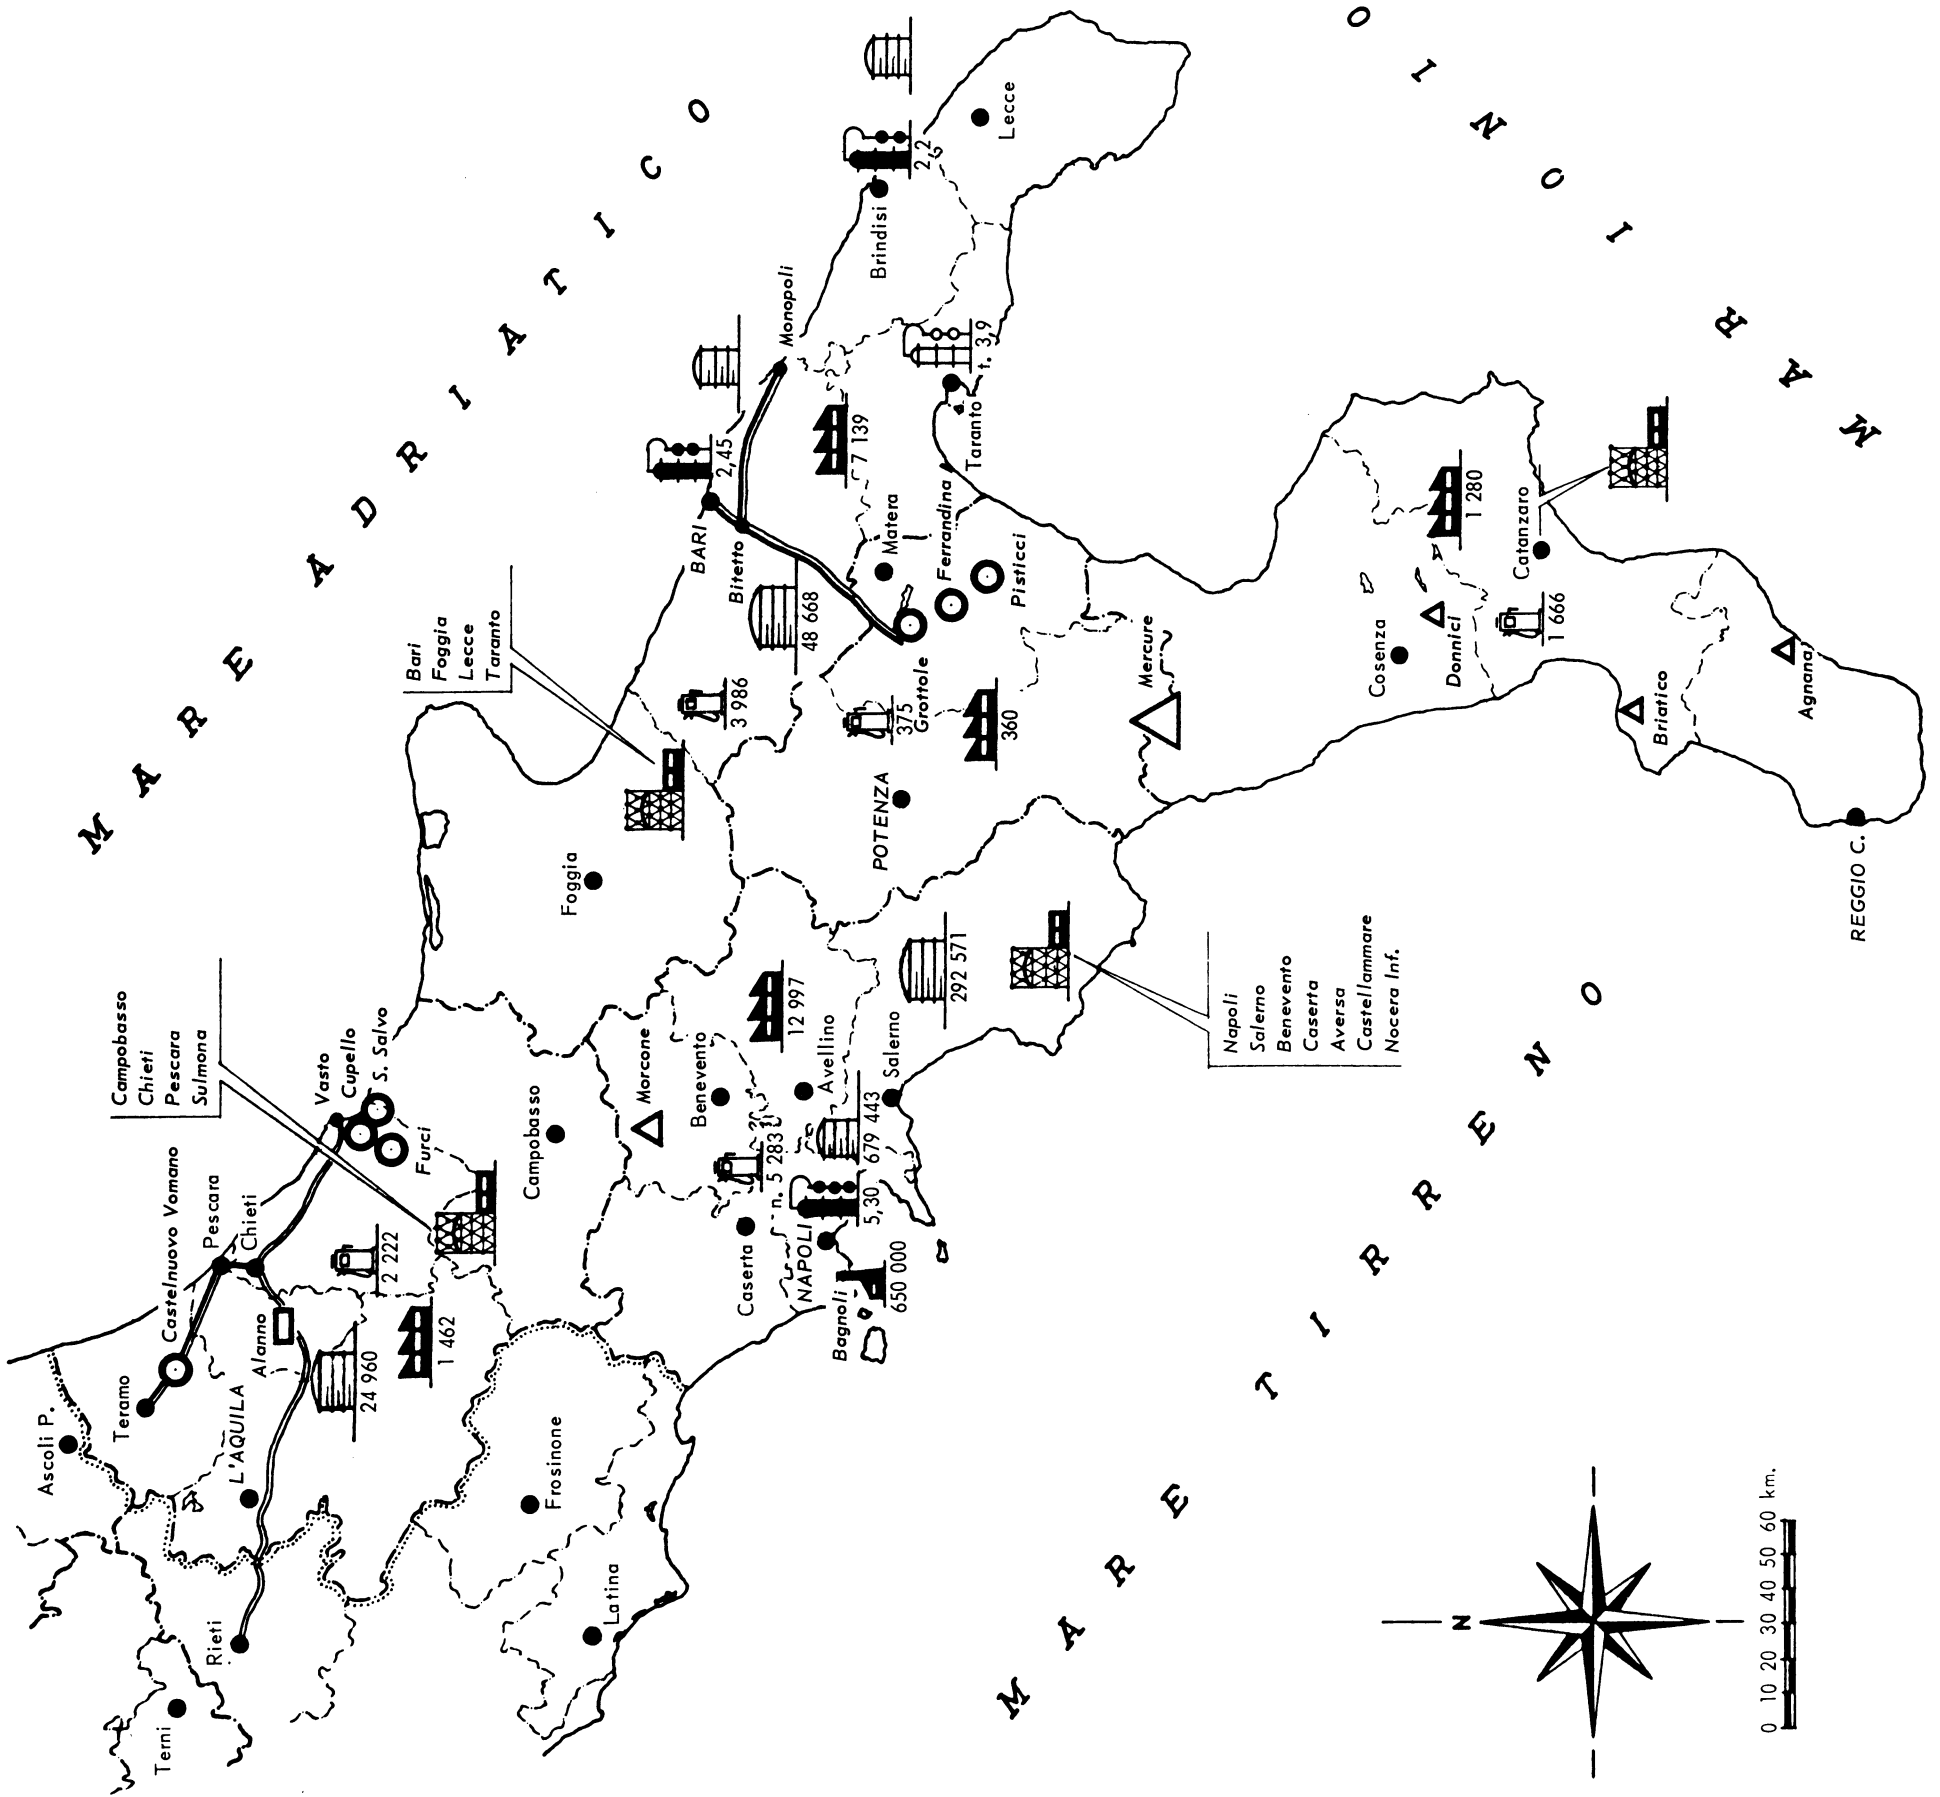 MARE ADRIATICO
MARE IONIO
MARE TIRRENO
Ascoli P.
Teramo
Castelnuovo Vomano
Pescara
Chieti
Alanno
L'AQUILA
Rieti
Terni
24 960
1 462
2 222
Campobasso
Chieti
Pescara
Sulmona
Vasto
Cupello
S. Salvo
Furci
Frosinone
Latina
Campobasso
Morcone
Benevento
12 997
Avellino
Salerno
n. 5 283
Caserta
NAPOLI
5,30
679 443
Bagnoli
650 000
292 571
Napoli
Salerno
Benevento
Caserta
Aversa
Castellammare
Nocera Inf.
Foggia
Bari
Foggia
Lecce
Taranto
3 986
48 668
BARI
2,45
Bitetto
Monopoli
7 139
Brindisi
2,2
Lecce
t. 3,9
Taranto
Matera
Ferrandina
Pisticci
Grottole
375
360
POTENZA
Mercure
Cosenza
Donnici
1 280
1 666
Catanzaro
Briatico
Agnana
REGGIO C.
N
0 10 20 30 40 50 60 km.